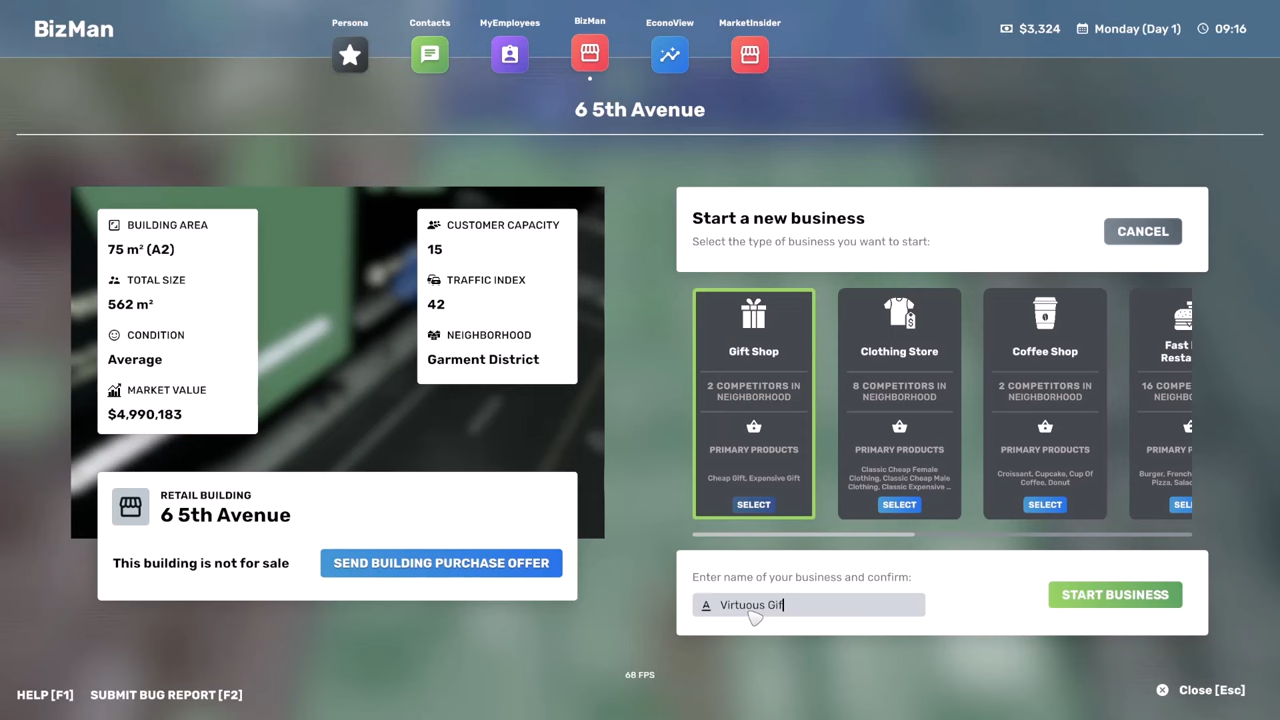 BizMan
Persona
Contacts
MyEmployees
BizMan
EconoView
MarketInsider
$3,324
Monday (Day 1)
09:16
6 5th Avenue
BUILDING AREA
75 m² (A2)
TOTAL SIZE
562 m²
CONDITION
Average
MARKET VALUE
$4,990,183
CUSTOMER CAPACITY
15
TRAFFIC INDEX
42
NEIGHBORHOOD
Garment District
RETAIL BUILDING
6 5th Avenue
This building is not for sale
SEND BUILDING PURCHASE OFFER
Start a new business
Select the type of business you want to start:
CANCEL
Gift Shop
2 COMPETITORS IN
NEIGHBORHOOD
PRIMARY PRODUCTS
Cheap Gift, Expensive Gift
SELECT
Clothing Store
8 COMPETITORS IN
NEIGHBORHOOD
PRIMARY PRODUCTS
Classic Cheap Female
Clothing, Classic Cheap Male
Clothing, Classic Expensive ...
SELECT
Coffee Shop
2 COMPETITORS IN
NEIGHBORHOOD
PRIMARY PRODUCTS
Croissant, Cupcake, Cup Of
Coffee, Donut
SELECT
Fast
Resta
16 COMPET
NEIGHBO
PRIMARY P
Burger, French
Pizza, Sala
SEL
Enter name of your business and confirm:
A Virtuous Gif
START BUSINESS
68 FPS
HELP [F1]
SUBMIT BUG REPORT [F2]
Close [Esc]